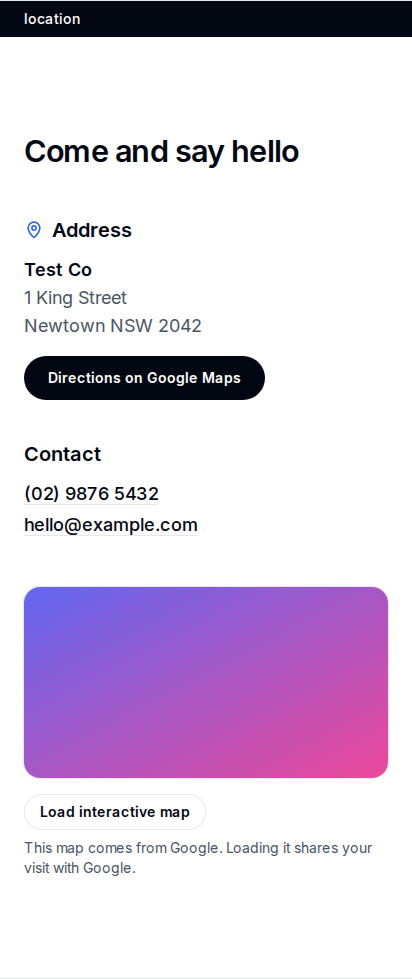 location
Come and say hello
Address
Test Co
1 King Street
Newtown NSW 2042
Directions on Google Maps
Contact
(02) 9876 5432
hello@example.com
Load interactive map
This map comes from Google. Loading it shares your
visit with Google.